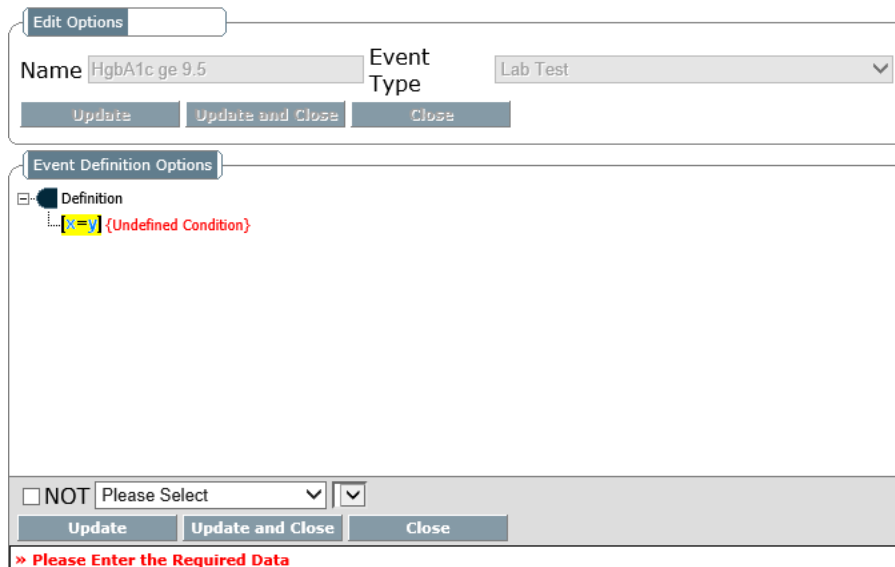 Edit Options
Name HgbA1c ge 9.5 Event Type Lab Test
Update Update and Close Close
Event Definition Options
Definition
[x=y] {Undefined Condition}
NOT Please Select
Update Update and Close Close
» Please Enter the Required Data